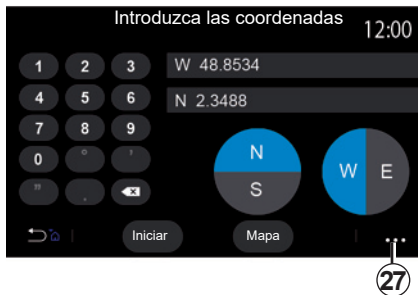 Introduzca las coordenadas
12:00
1 2 3
W 48.8534
4 5 6
N 2.3488
7 8 9
0 ° '
" .
N
S
W E
Iniciar
Mapa
...
27